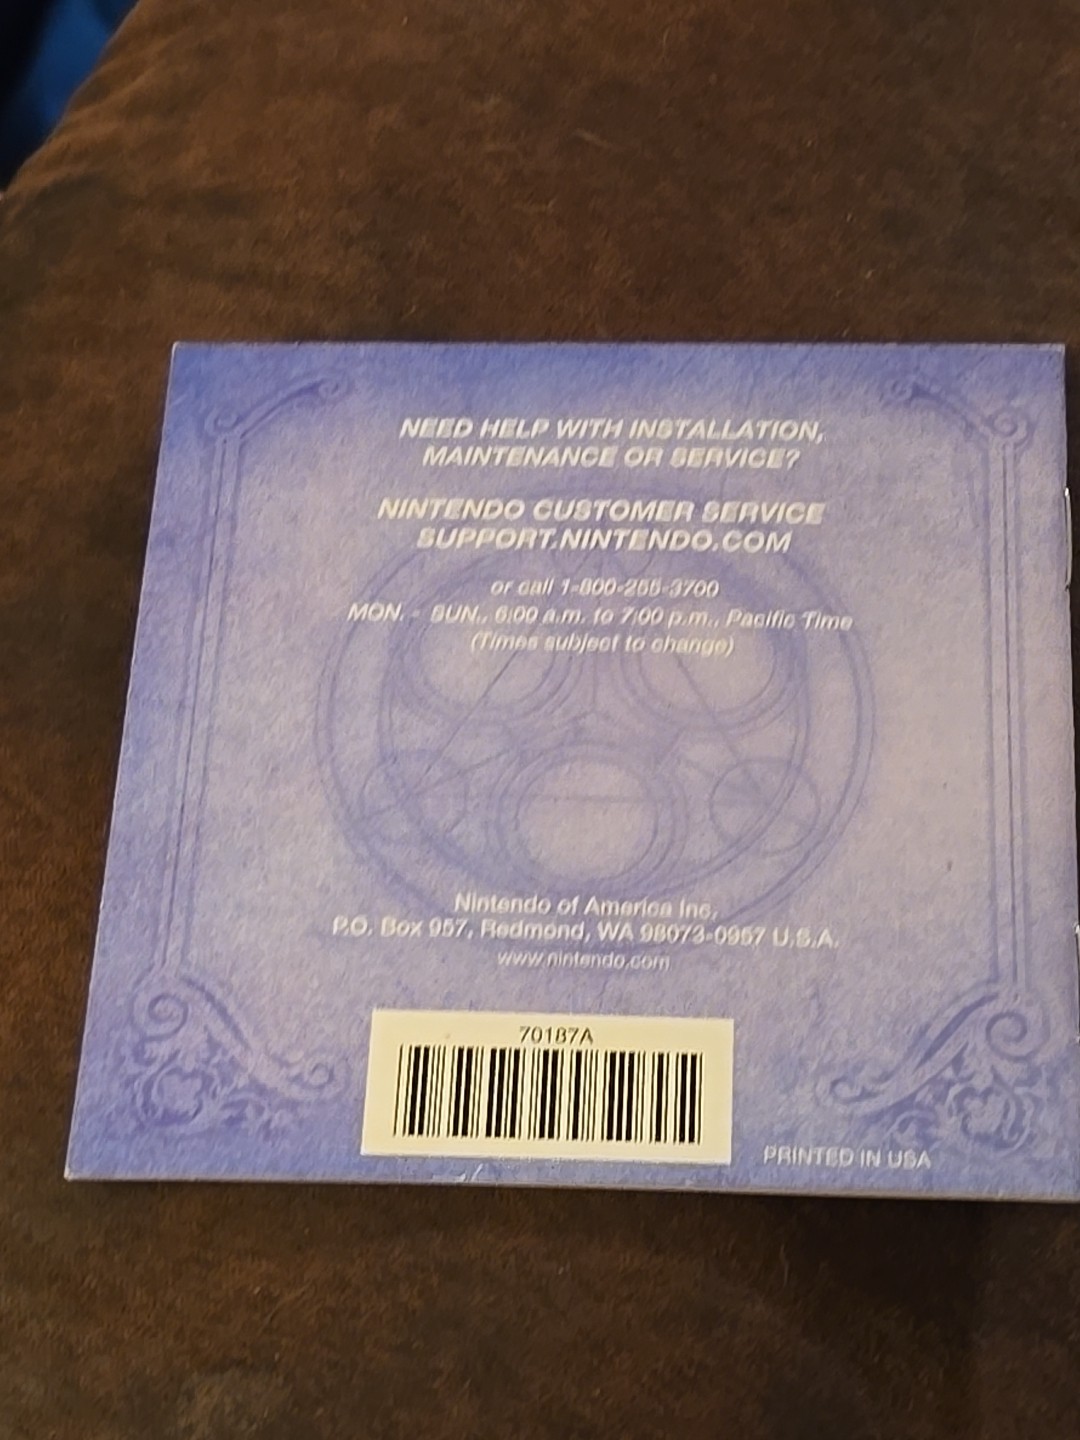 NEED HELP WITH INSTALLATION,
MAINTENANCE OR SERVICE?
NINTENDO CUSTOMER SERVICE
SUPPORT.NINTENDO.COM
or call 1-800-255-3700
MON. - SUN., 6:00 a.m. to 7:00 p.m., Pacific Time
(Times subject to change)
Nintendo of America Inc.
P.O. Box 957, Redmond, WA 98073-0957 U.S.A.
www.nintendo.com
70187A
PRINTED IN USA